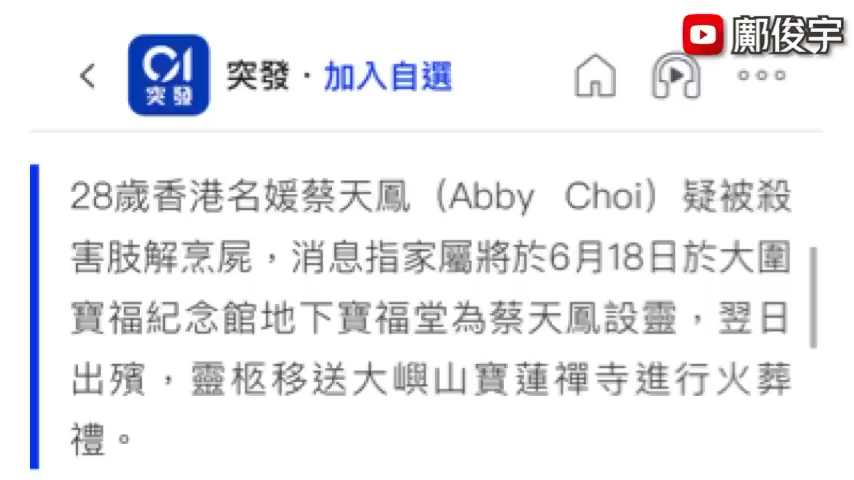 鄺俊宇
01
突發
突發·加入自選
28歲香港名媛蔡天鳳（Abby Choi）疑被殺
害肢解烹屍，消息指家屬將於6月18日於大圍
寶福紀念館地下寶福堂為蔡天鳳設靈，翌日
出殯，靈柩移送大嶼山寶蓮禪寺進行火葬
禮。